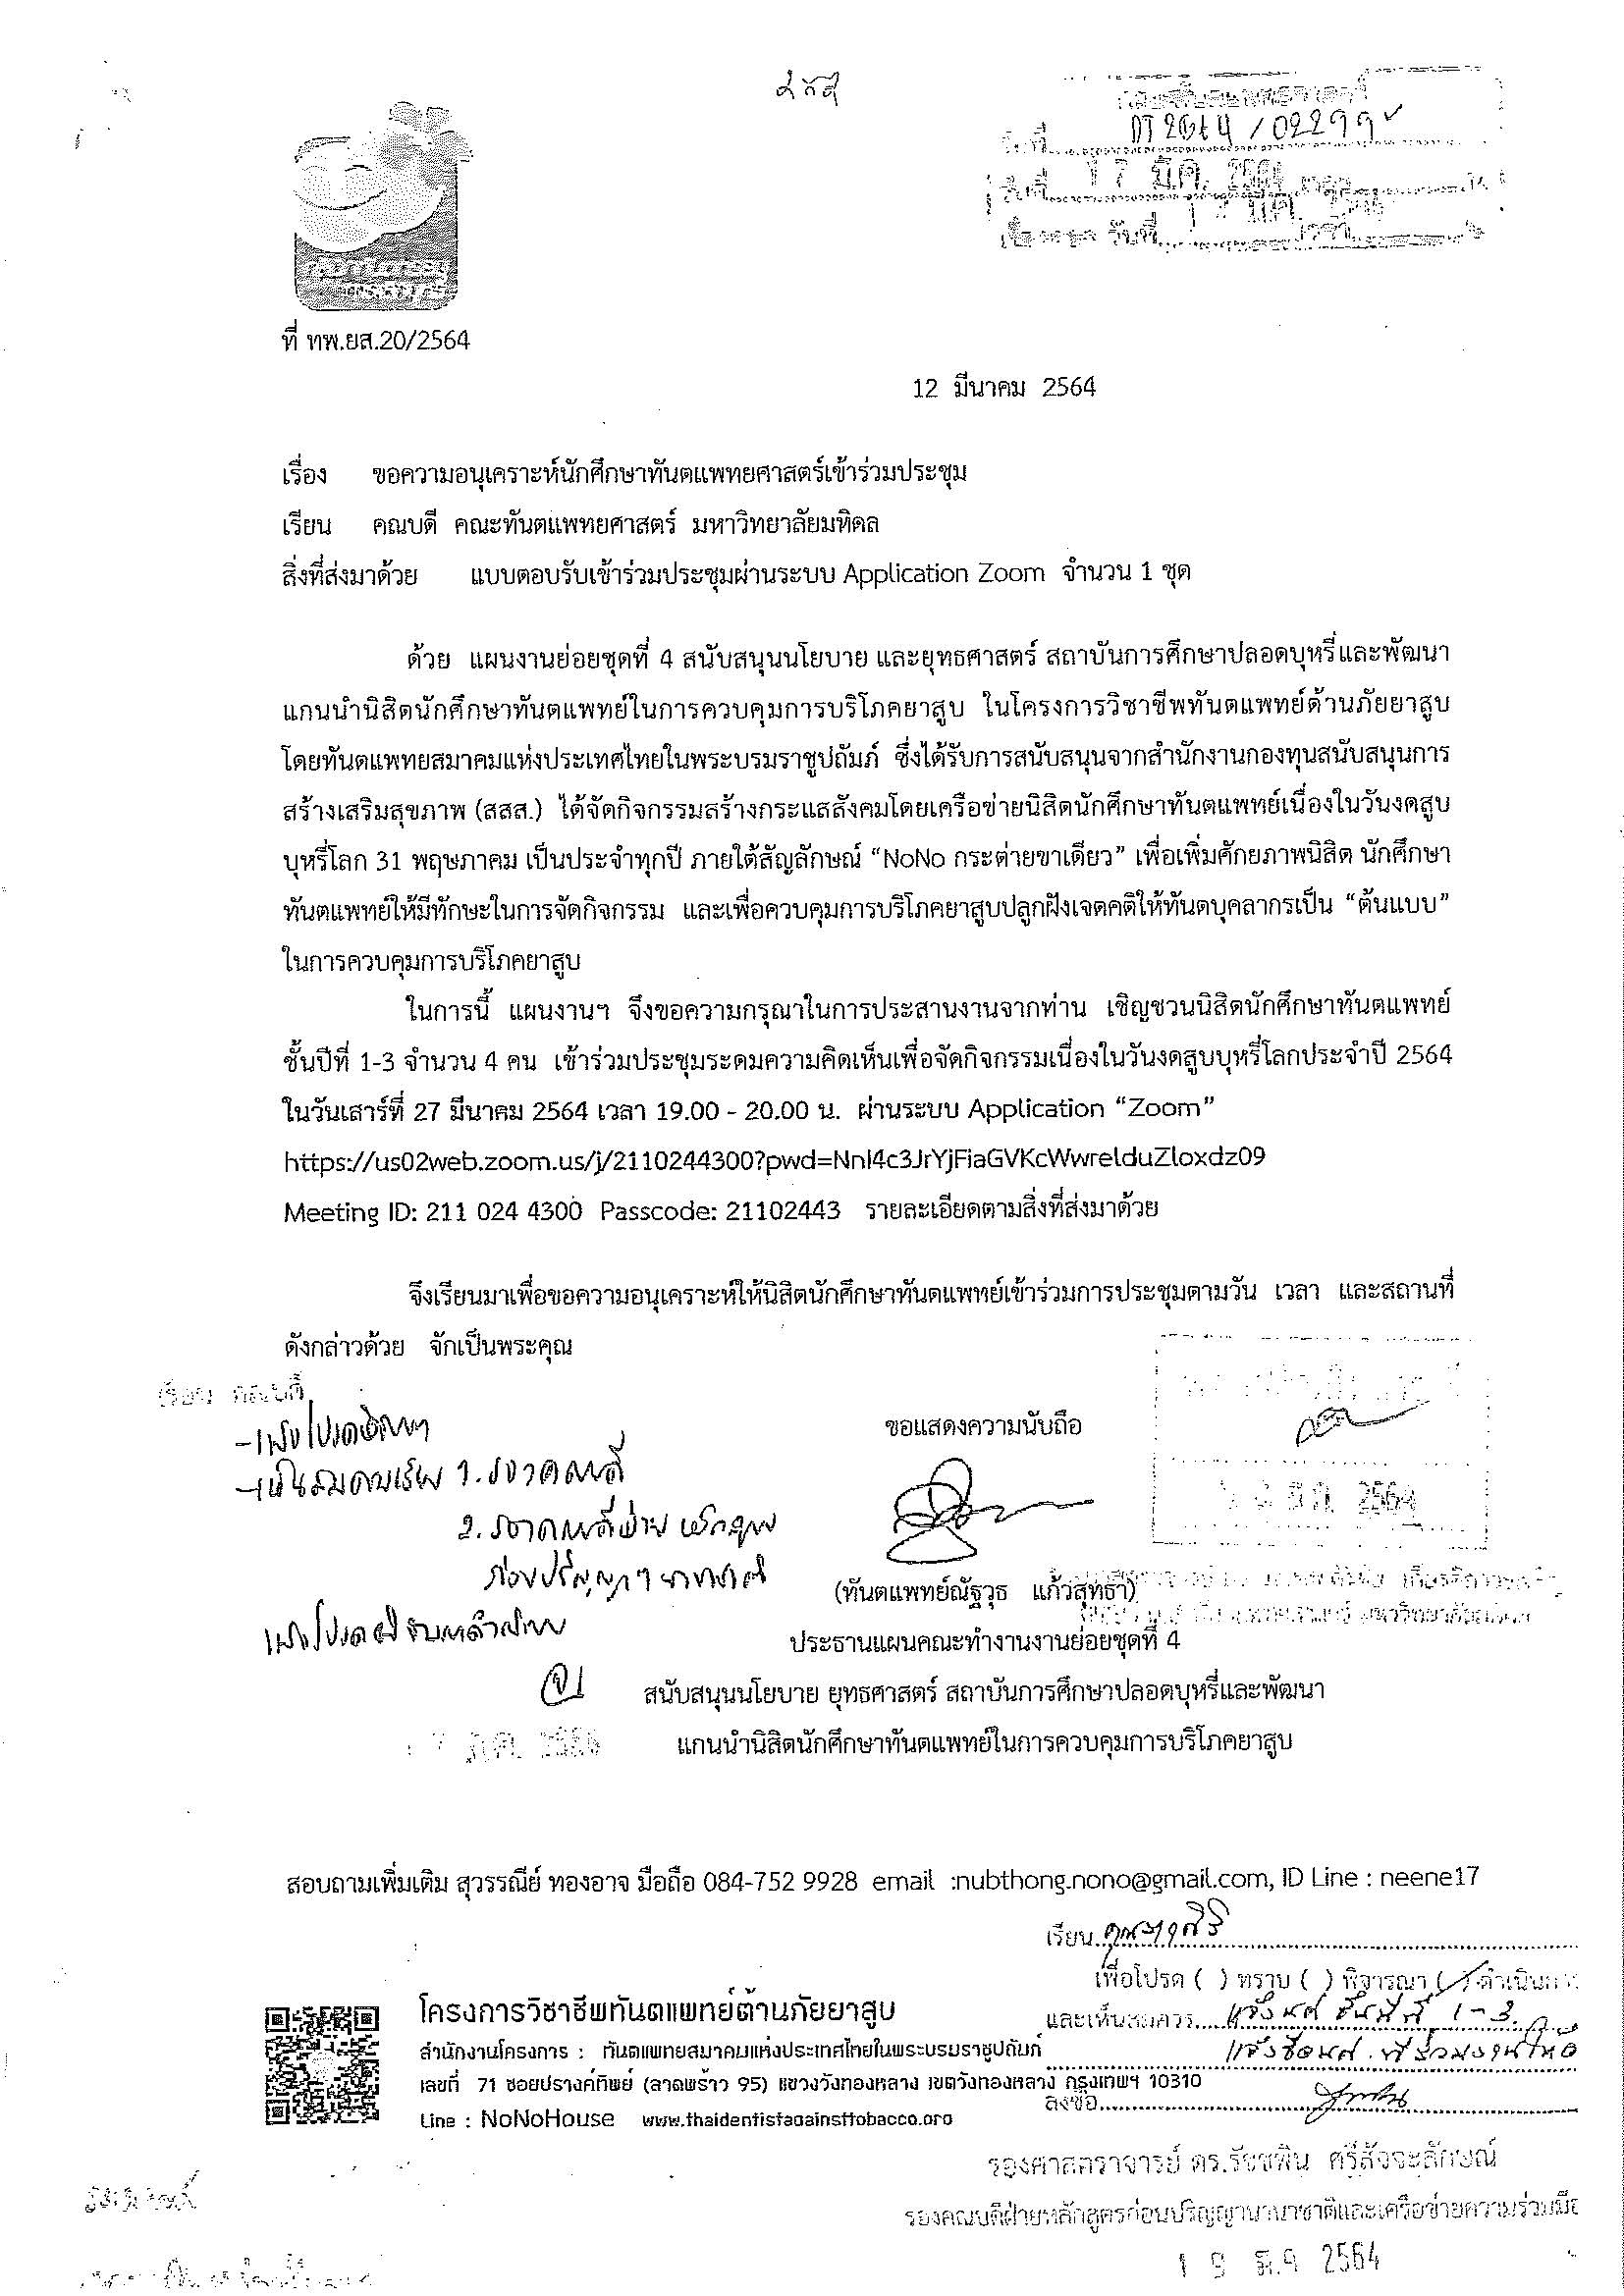 ที่ ทพ.ยส.20/2564
12 มีนาคม 2564
เรื่อง ขอความอนุเคราะห์นักศึกษาทันตแพทยศาสตร์เข้าร่วมประชุม
เรียน คณบดี คณะทันตแพทยศาสตร์ มหาวิทยาลัยมหิดล
สิ่งที่ส่งมาด้วย แบบตอบรับเข้าร่วมประชุมผ่านระบบ Application Zoom จำนวน 1 ชุด
ด้วย แผนงานย่อยชุดที่ 4 สนับสนุนนโยบาย และยุทธศาสตร์ สถาบันการศึกษาปลอดบุหรี่และพัฒนา
แกนนำนิสิตนักศึกษาทันตแพทย์ในการควบคุมการบริโภคยาสูบ ในโครงการวิชาชีพทันตแพทย์ด้านภัยยาสูบ
โดยทันตแพทยสมาคมแห่งประเทศไทยในพระบรมราชูปถัมภ์ ซึ่งได้รับการสนับสนุนจากสำนักงานกองทุนสนับสนุนการ
สร้างเสริมสุขภาพ (สสส.) ได้จัดกิจกรรมสร้างกระแสสังคมโดยเครือข่ายนิสิตนักศึกษาทันตแพทย์เนื่องในวันงดสูบ
บุหรี่โลก 31 พฤษภาคม เป็นประจำทุกปี ภายใต้สัญลักษณ์ “NoNo กระต่ายขาเดียว” เพื่อเพิ่มศักยภาพนิสิต นักศึกษา
ทันตแพทย์ให้มีทักษะในการจัดกิจกรรม และเพื่อควบคุมการบริโภคยาสูบปลูกฝังเจตคติให้ทันตบุคลากรเป็น “ต้นแบบ”
ในการควบคุมการบริโภคยาสูบ
ในการนี้ แผนงานฯ จึงขอความกรุณาในการประสานงานจากท่าน เชิญชวนนิสิตนักศึกษาทันตแพทย์
ชั้นปีที่ 1-3 จำนวน 4 คน เข้าร่วมประชุมระดมความคิดเห็นเพื่อจัดกิจกรรมเนื่องในวันงดสูบบุหรี่โลกประจำปี 2564
ในวันเสาร์ที่ 27 มีนาคม 2564 เวลา 19.00 - 20.00 น. ผ่านระบบ Application “Zoom”
https://us02web.zoom.us/j/2110244300?pwd=NnI4c3JrYjFiaGVKcWwrelduZloxdz09
Meeting ID: 211 024 4300 Passcode: 21102443 รายละเอียดตามสิ่งที่ส่งมาด้วย
จึงเรียนมาเพื่อขอความอนุเคราะห์ให้นิสิตนักศึกษาทันตแพทย์เข้าร่วมการประชุมตามวัน เวลา และสถานที่
ดังกล่าวด้วย จักเป็นพระคุณ
เรียน คณบดี
-เพื่อโปรดพิจารณา
-เห็นสมควรเรียน 1. รองคณบดี
2. รองคณบดีฝ่ายหลักสูตร
ก่อนปริญญาฯ นานาชาติ
ขอแสดงความนับถือ
2564
(ทันตแพทย์ณัฐวุธ แก้วสุทธา)
ประธานแผนคณะทำงานงานย่อยชุดที่ 4
สนับสนุนนโยบาย ยุทธศาสตร์ สถาบันการศึกษาปลอดบุหรี่และพัฒนา
แกนนำนิสิตนักศึกษาทันตแพทย์ในการควบคุมการบริโภคยาสูบ
สอบถามเพิ่มเติม สุวรรณีย์ ทองอาจ มือถือ 084-752 9928 email :nubthong.nono@gmail.com, ID Line : neene17
เรียน
เพื่อโปรด ( ) ทราบ ( ) พิจารณา (/) ดำเนินการ
และเห็นสมควร แจ้ง นศ ชั้นปีที่ 1-3
ลงชื่อ
โครงการวิชาชีพทันตแพทย์ต้านภัยยาสูบ
สำนักงานโครงการ : ทันตแพทยสมาคมแห่งประเทศไทยในพระบรมราชูปถัมภ์
เลขที่ 71 ซอยปรางค์ทิพย์ (ลาดพร้าว 95) แขวงวังทองหลาง เขตวังทองหลาง กรุงเทพฯ 10310
Line : NoNoHouse www.thaidentistagainsttobacco.org
รองศาสตราจารย์ ดร.รัชชพิน ศรีสัจจะลักษณ์
รองคณบดีฝ่ายหลักสูตรก่อนปริญญานานาชาติและเครือข่ายความร่วมมือ
19 มี.ค 2564